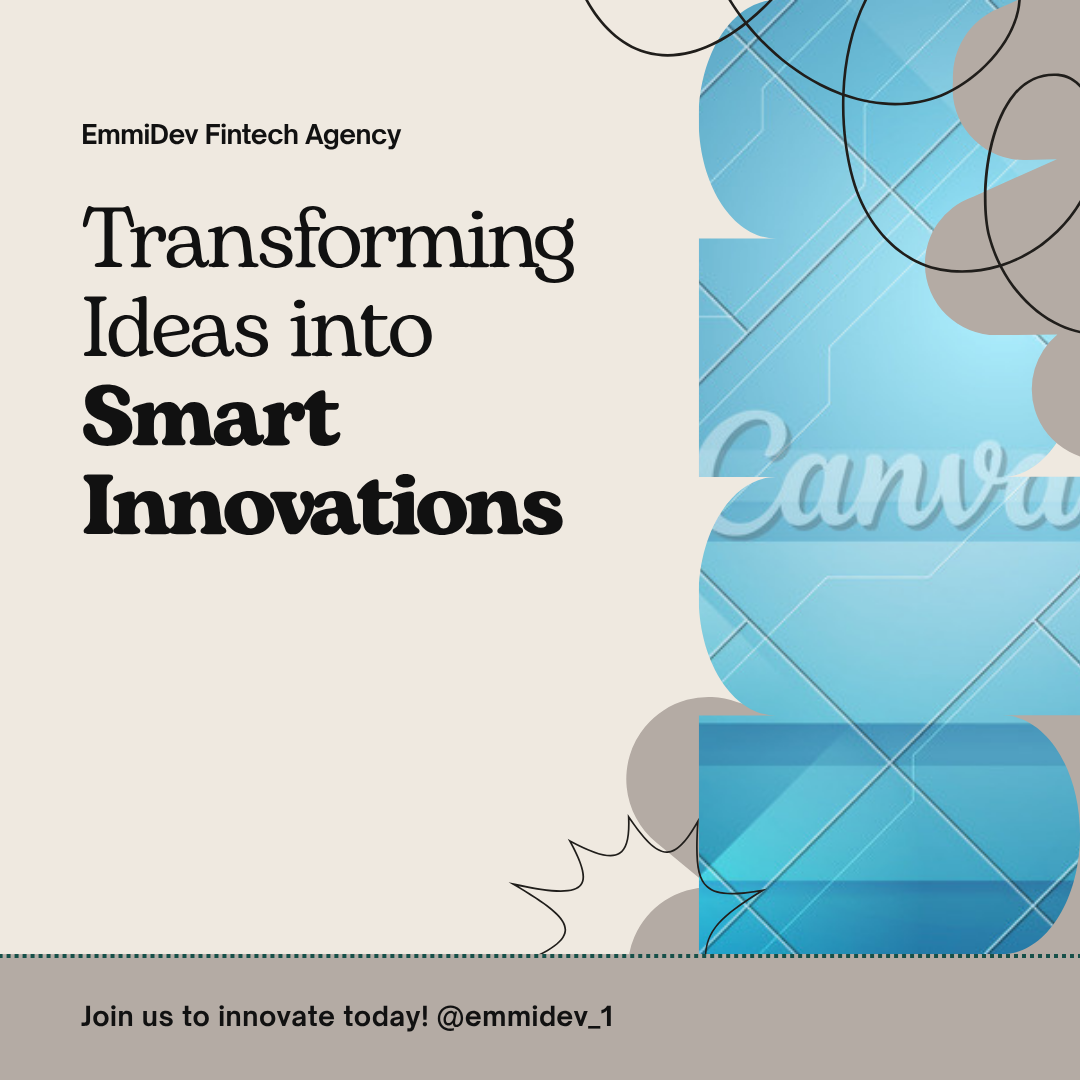 EmmiDev Fintech Agency
Transforming
Ideas into
Smart
Innovations
Canva
Join us to innovate today! @emmidev_1